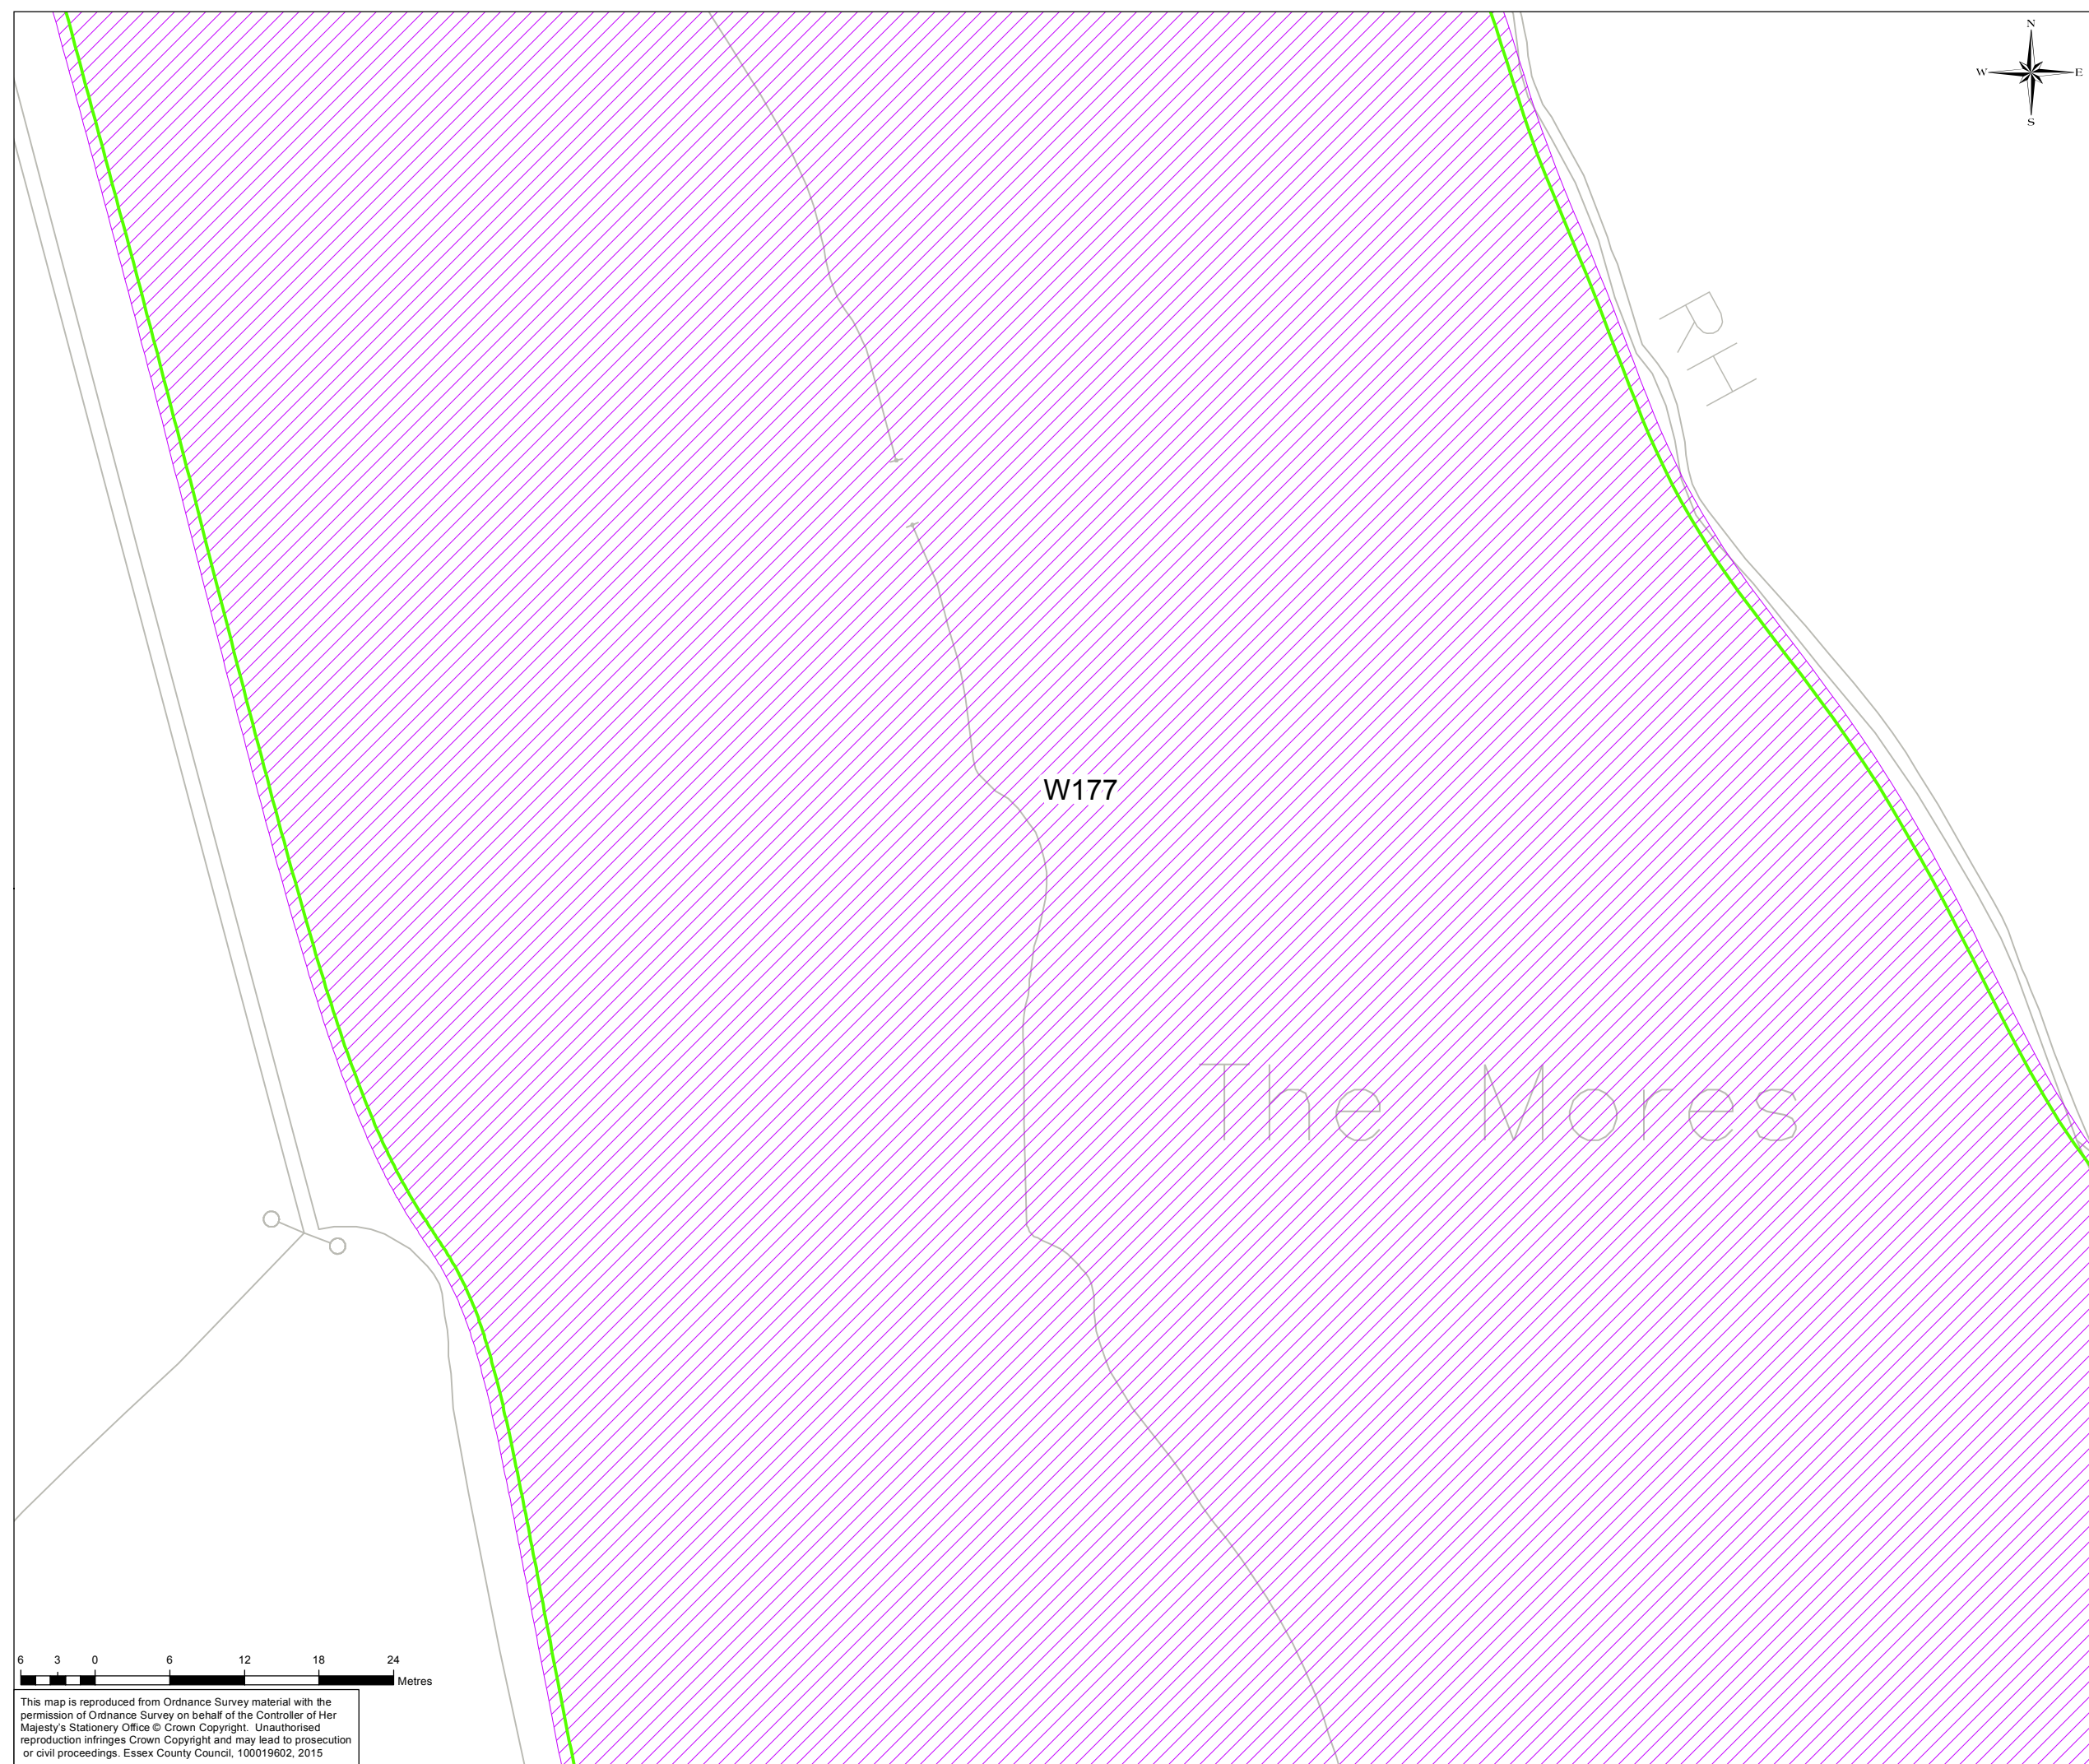 N
W E
S
RH
W177
The Mores
6 3 0 6 12 18 24
Metres
This map is reproduced from Ordnance Survey material with the
permission of Ordnance Survey on behalf of the Controller of Her
Majesty's Stationery Office © Crown Copyright. Unauthorised
reproduction infringes Crown Copyright and may lead to prosecution
or civil proceedings. Essex County Council, 100019602, 2015